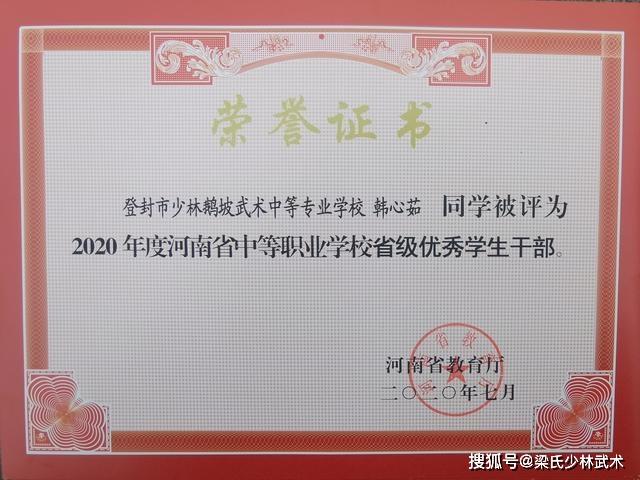 荣誉证书
登封市少林鹅坡武术中等专业学校 韩心茹 同学被评为
2020年度河南省中等职业学校省级优秀学生干部。
河南省教育厅
二〇二〇年七月
搜狐号@梁氏少林武术